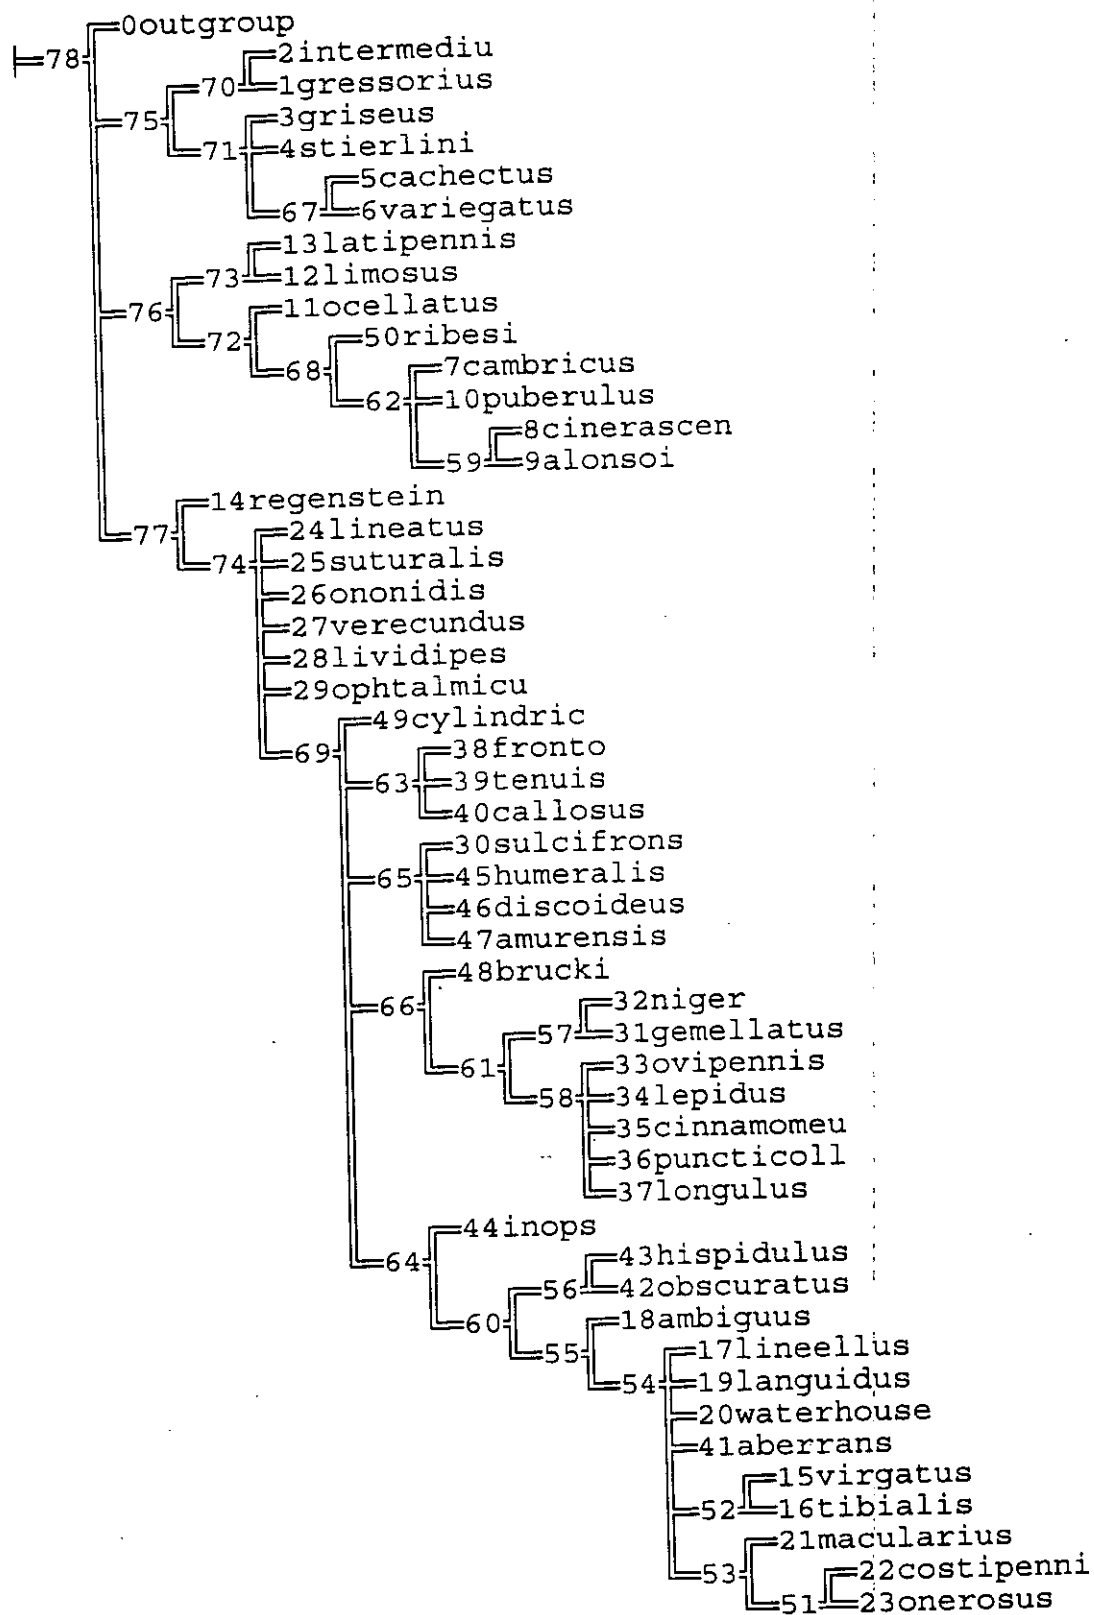 0outgroup
78
2intermediu
70
1gressorius
75
3griseus
71
4stierlini
5cachectus
67
6variegatus
13latipennis
73
12limosus
76
11ocellatus
72
50ribesi
68
7cambricus
62
10puberulus
8cinerascen
59
9alonsoi
14regenstein
77
24lineatus
74
25suturalis
26ononidis
27verecundus
28lividipes
29ophtalmicu
49cylindric
69
38fronto
63
39tenuis
40callosus
30sulcifrons
65
45humeralis
46discoideus
47amurensis
48brucki
66
32niger
57
31gemellatus
61
33ovipennis
58
34lepidus
35cinnamomeu
36puncticoll
37longulus
44inops
64
43hispidulus
56
42obscuratus
60
18ambiguus
55
17lineellus
54
19languidus
20waterhouse
41aberrans
15virgatus
52
16tibialis
21macularius
53
22costipenni
51
23onerosus